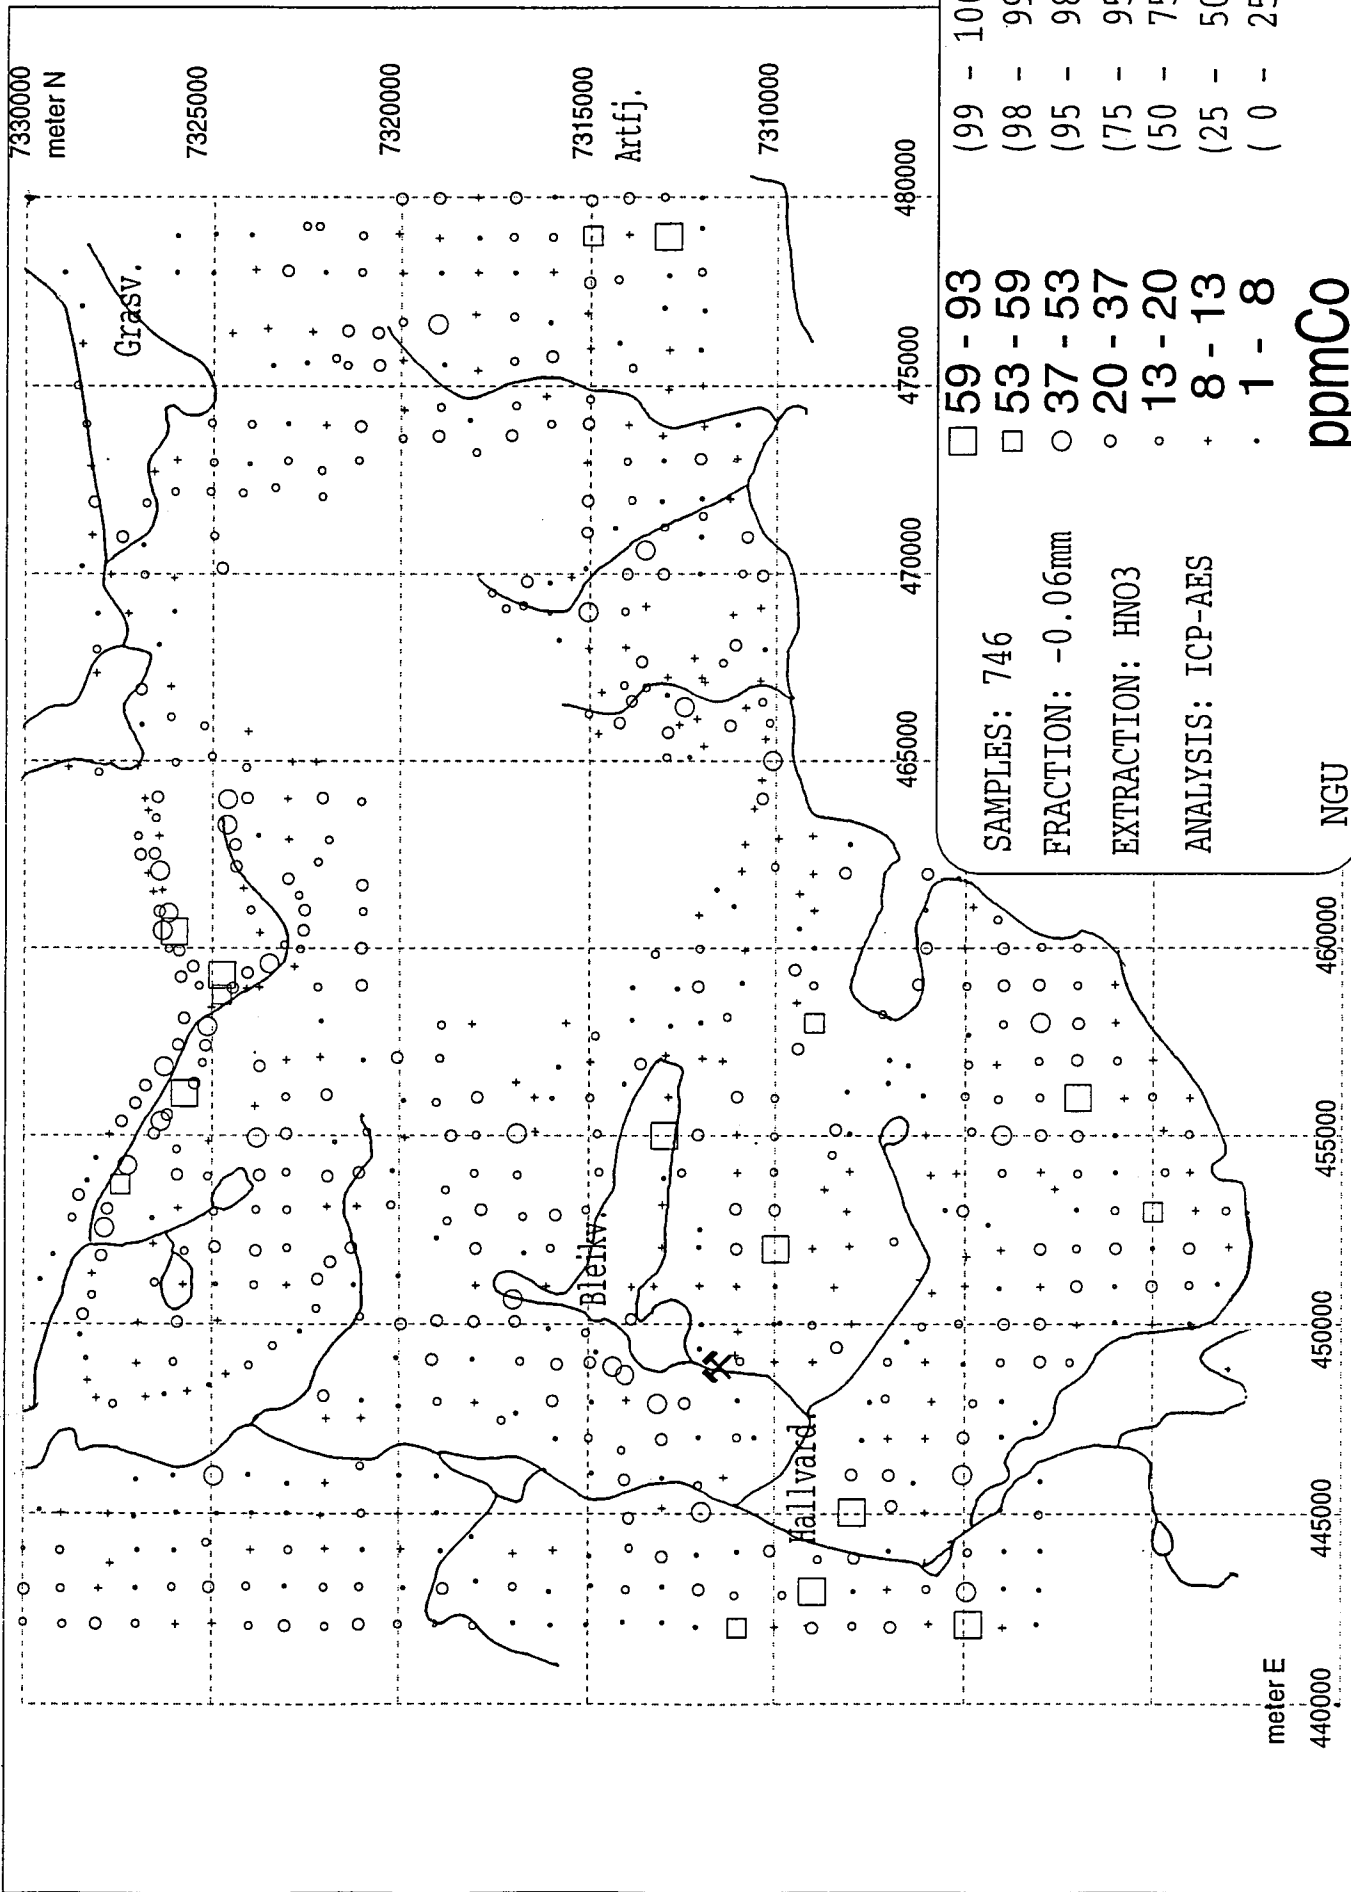 7330000
meter N
7325000
7320000
7315000
7310000
Grasv.
Artfj.
Bleikv.
Hallvard.
480000
475000
470000
465000
460000
455000
450000
445000
440000
meter E
59 - 93 (99 -
53 - 59 (98 -
37 - 53 (95 -
20 - 37 (75 -
13 - 20 (50 -
8 - 13 (25 -
1 - 8 ( 0 -
ppmCo
SAMPLES: 746
FRACTION: -0.06mm
EXTRACTION: HNO3
ANALYSIS: ICP-AES
NGU